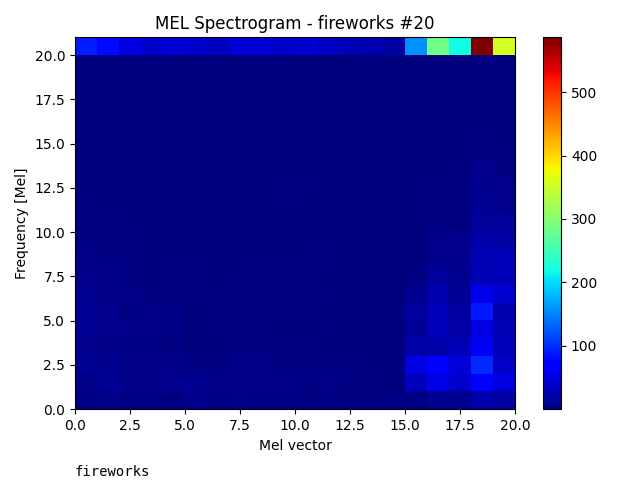 MEL Spectrogram - fireworks #20
Frequency [Mel]
20.0
17.5
15.0
12.5
10.0
7.5
5.0
2.5
0.0
0.0 2.5 5.0 7.5 10.0 12.5 15.0 17.5 20.0
Mel vector
500
400
300
200
100
fireworks